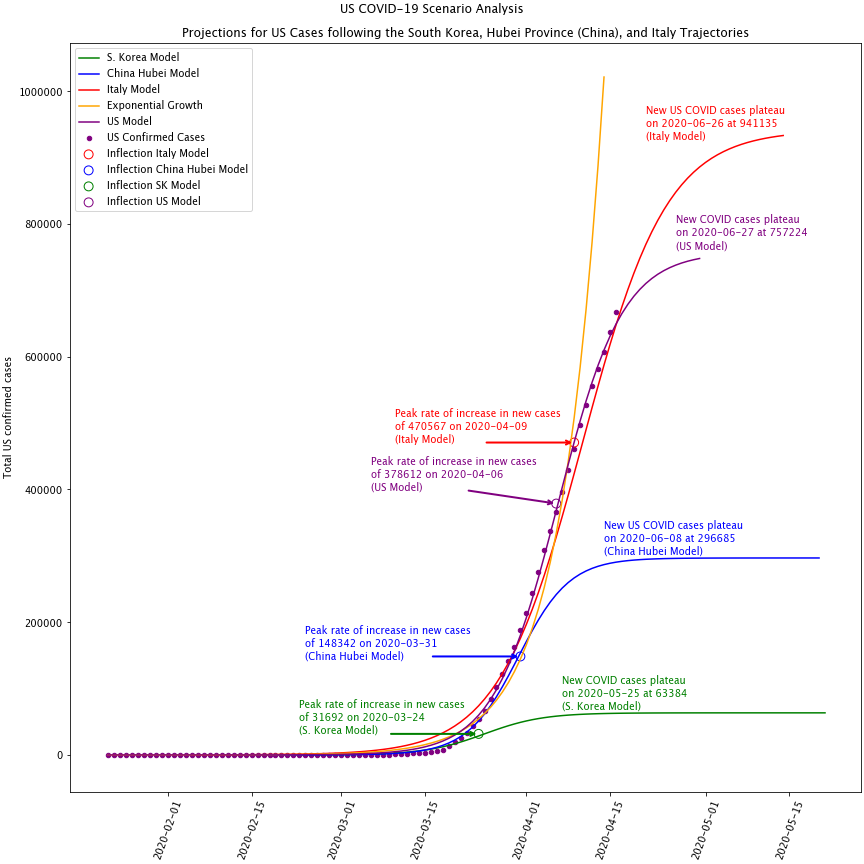 US COVID-19 Scenario Analysis
Projections for US Cases following the South Korea, Hubei Province (China), and Italy Trajectories
S. Korea Model
China Hubei Model
Italy Model
Exponential Growth
US Model
US Confirmed Cases
Inflection Italy Model
Inflection China Hubei Model
Inflection SK Model
Inflection US Model
New US COVID cases plateau
on 2020-06-26 at 941135
(Italy Model)
New COVID cases plateau
on 2020-06-27 at 757224
(US Model)
Peak rate of increase in new cases
of 470567 on 2020-04-09
(Italy Model)
Peak rate of increase in new cases
of 378612 on 2020-04-06
(US Model)
New US COVID cases plateau
on 2020-06-08 at 296685
(China Hubei Model)
Peak rate of increase in new cases
of 148342 on 2020-03-31
(China Hubei Model)
New COVID cases plateau
on 2020-05-25 at 63384
(S. Korea Model)
Peak rate of increase in new cases
of 31692 on 2020-03-24
(S. Korea Model)
Total US confirmed cases
1000000
800000
600000
400000
200000
0
2020-02-01
2020-02-15
2020-03-01
2020-03-15
2020-04-01
2020-04-15
2020-05-01
2020-05-15